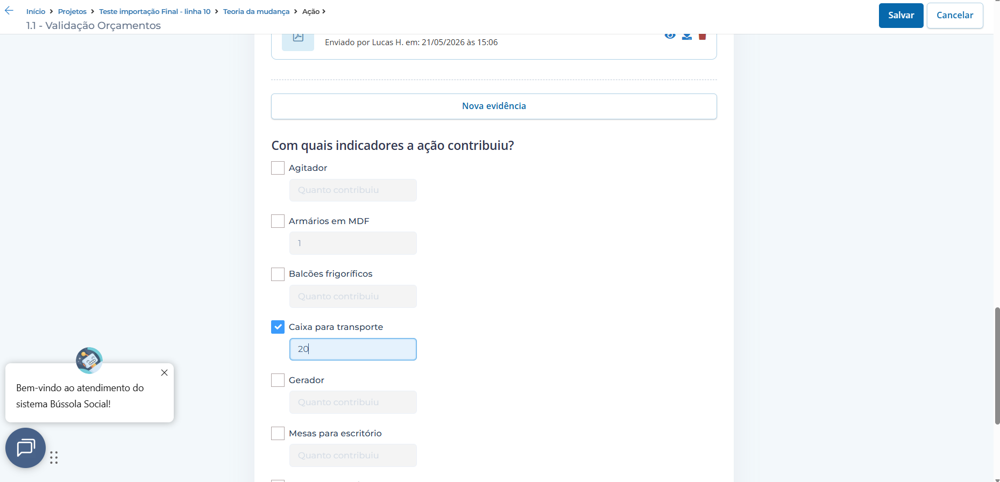 Início > Projetos > Teste importação Final - linha 10 > Teoria da mudança > Ação >
1.1 - Validação Orçamentos
Salvar
Cancelar
Enviado por Lucas H. em: 21/05/2026 às 15:06
Nova evidência
Com quais indicadores a ação contribuiu?
Agitador
Quanto contribuiu
Armários em MDF
1
Balcões frigoríficos
Quanto contribuiu
Caixa para transporte
20
Gerador
Quanto contribuiu
Mesas para escritório
Quanto contribuiu
Bem-vindo ao atendimento do
sistema Bússola Social!